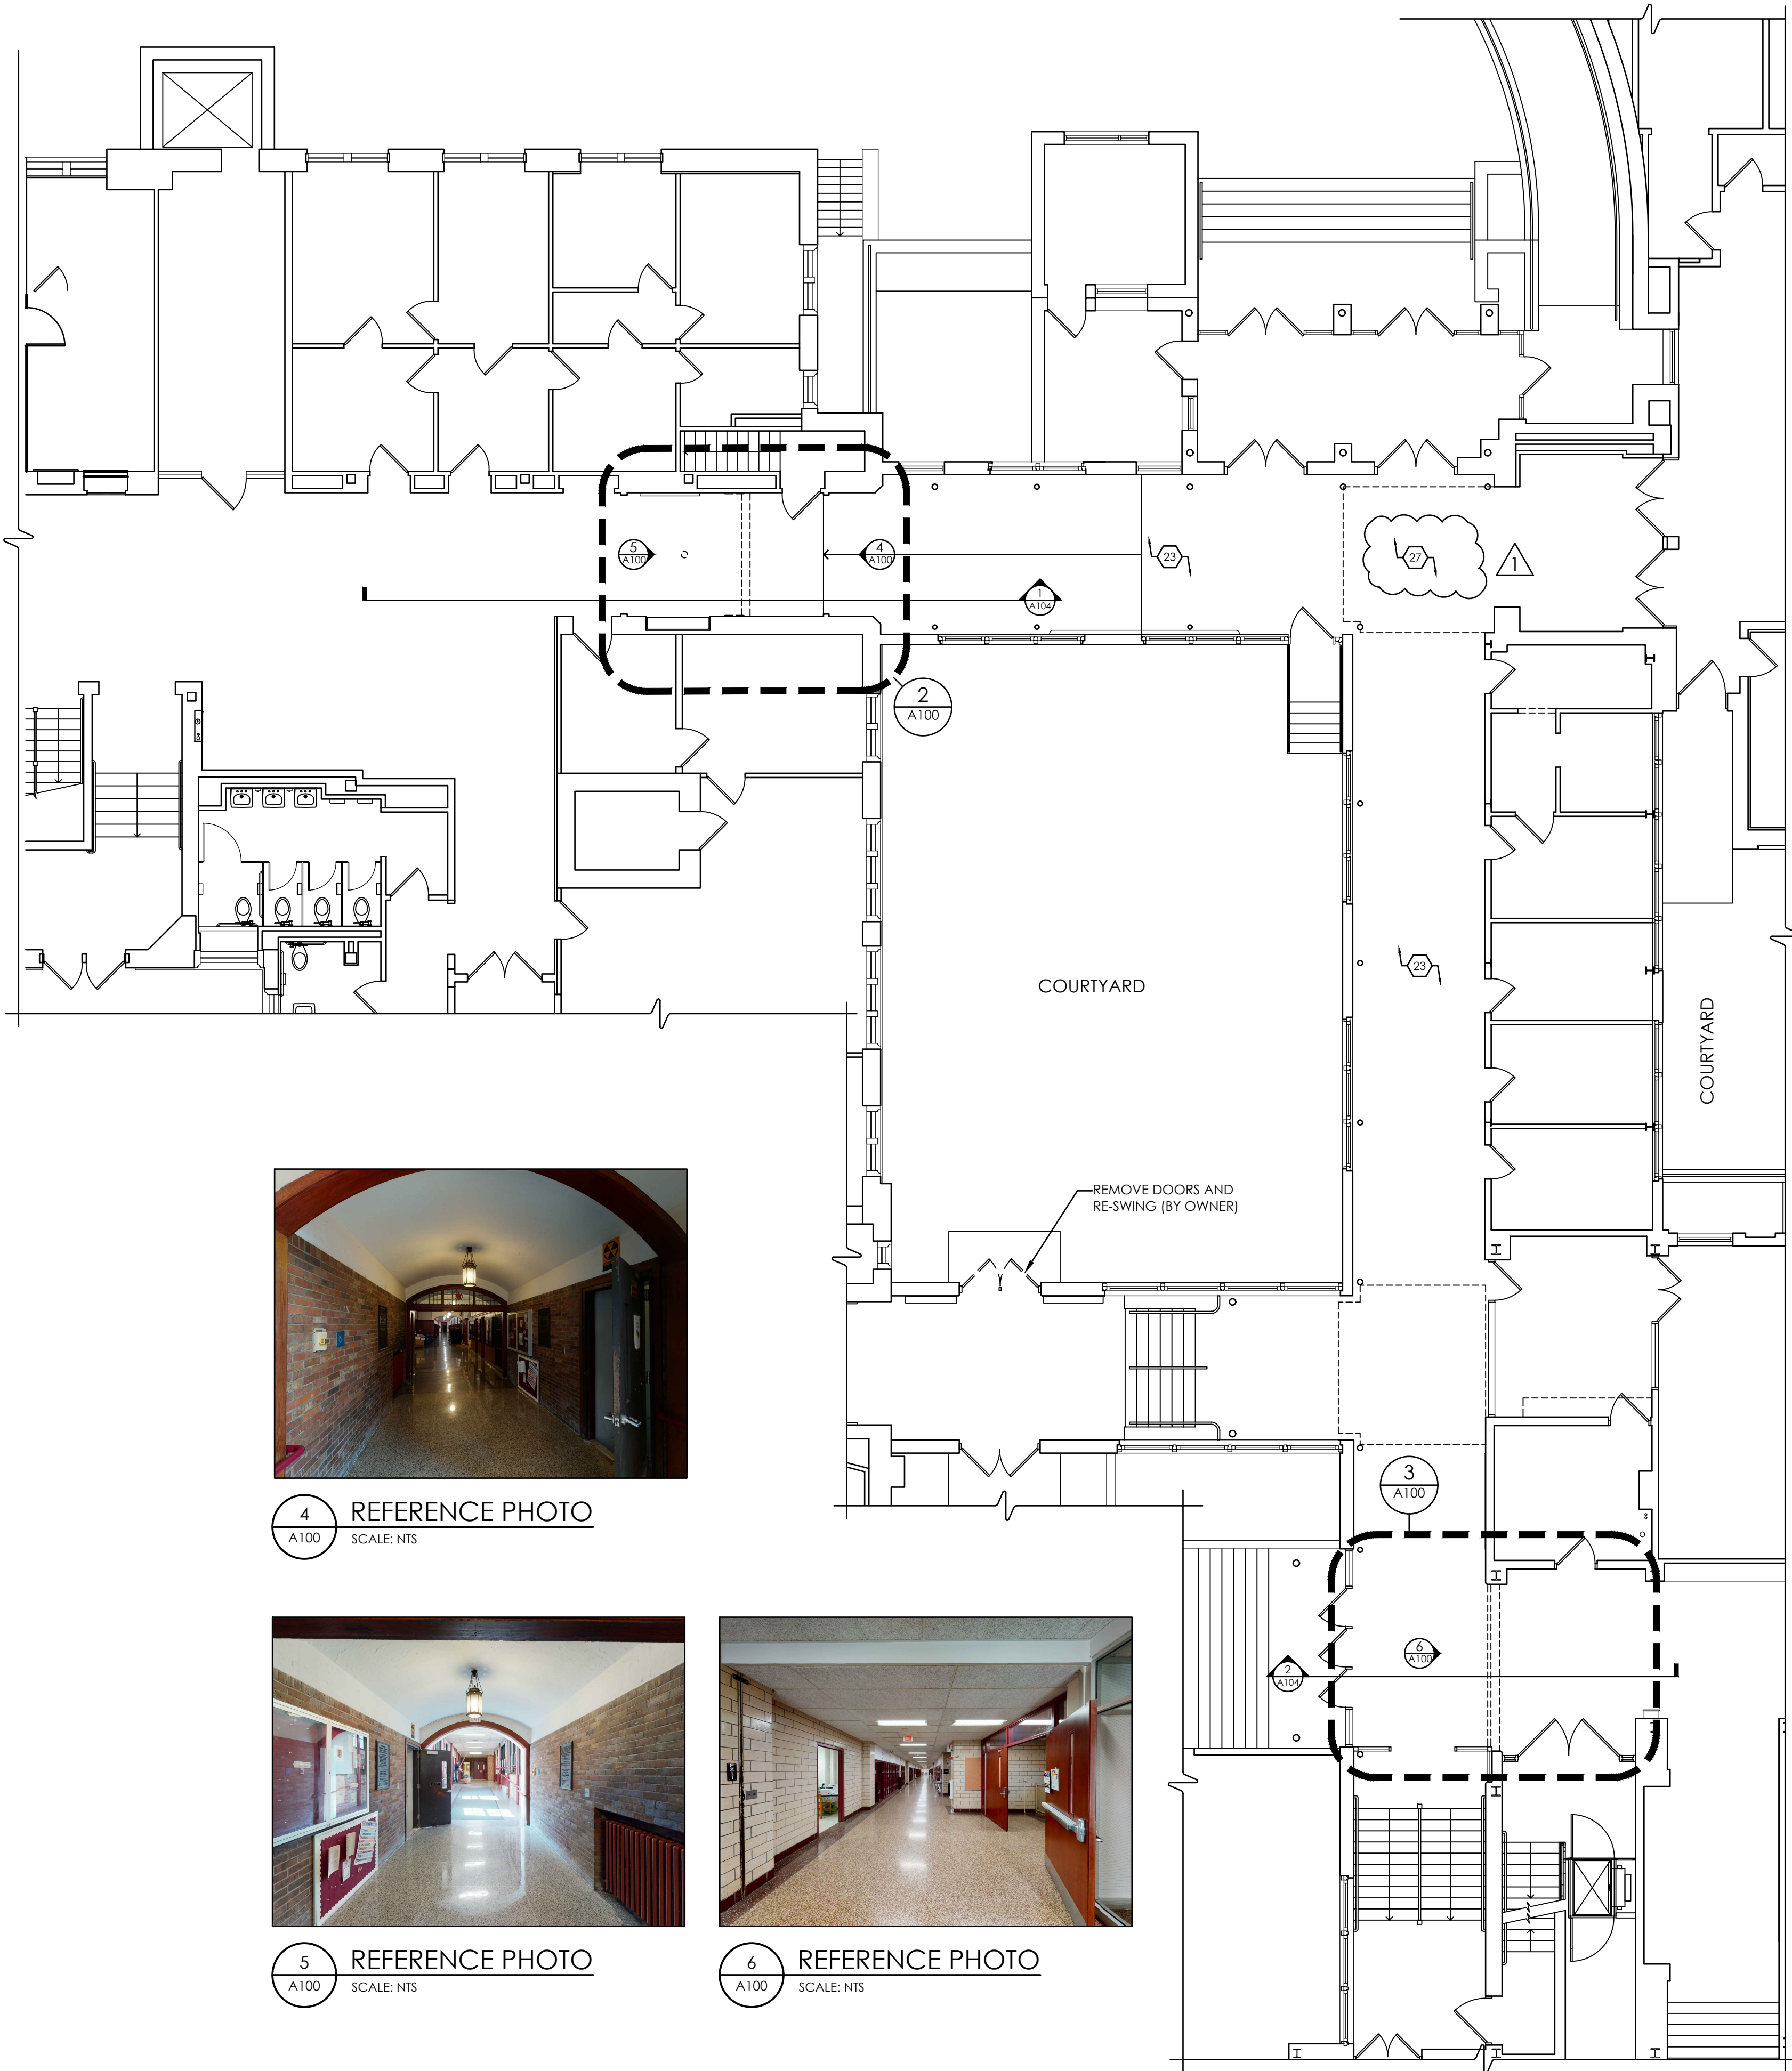 5
A100
4
A100
23
27
1
1
A104
2
A100
COURTYARD
23
COURTYARD
REMOVE DOORS AND
RE-SWING (BY OWNER)
3
A100
6
A100
2
A104
4
A100
REFERENCE PHOTO
SCALE: NTS
5
A100
REFERENCE PHOTO
SCALE: NTS
6
A100
REFERENCE PHOTO
SCALE: NTS